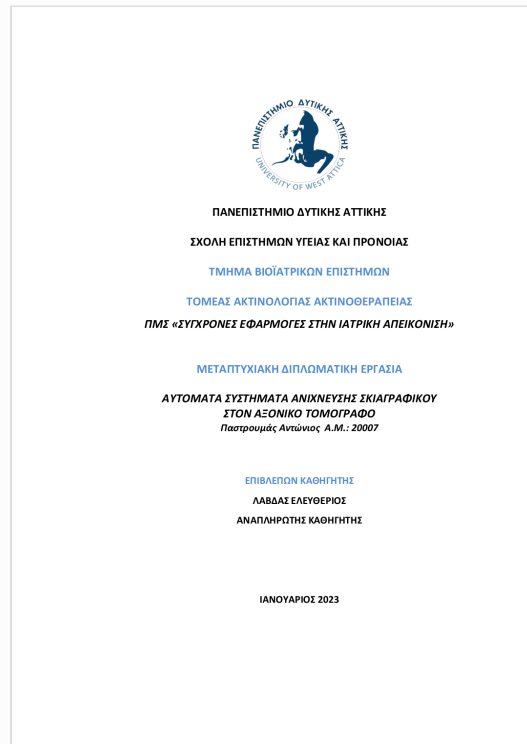 ΠΑΝΕΠΙΣΤΗΜΙΟ ΔΥΤΙΚΗΣ ΑΤΤΙΚΗΣ
UNIVERSITY OF WEST ATTICA
ΠΑΝΕΠΙΣΤΗΜΙΟ ΔΥΤΙΚΗΣ ΑΤΤΙΚΗΣ
ΣΧΟΛΗ ΕΠΙΣΤΗΜΩΝ ΥΓΕΙΑΣ ΚΑΙ ΠΡΟΝΟΙΑΣ
ΤΜΗΜΑ ΒΙΟΪΑΤΡΙΚΩΝ ΕΠΙΣΤΗΜΩΝ
ΤΟΜΕΑΣ ΑΚΤΙΝΟΛΟΓΙΑΣ ΑΚΤΙΝΟΘΕΡΑΠΕΙΑΣ
ΠΜΣ «ΣΥΓΧΡΟΝΕΣ ΕΦΑΡΜΟΓΕΣ ΣΤΗΝ ΙΑΤΡΙΚΗ ΑΠΕΙΚΟΝΙΣΗ»
ΜΕΤΑΠΤΥΧΙΑΚΗ ΔΙΠΛΩΜΑΤΙΚΗ ΕΡΓΑΣΙΑ
ΑΥΤΟΜΑΤΑ ΣΥΣΤΗΜΑΤΑ ΑΝΙΧΝΕΥΣΗΣ ΣΚΙΑΓΡΑΦΙΚΟΥ
ΣΤΟΝ ΑΞΟΝΙΚΟ ΤΟΜΟΓΡΑΦΟ
Παστρουμάς Αντώνιος Α.Μ.: 20007
ΕΠΙΒΛΕΠΩΝ ΚΑΘΗΓΗΤΗΣ
ΛΑΒΔΑΣ ΕΛΕΥΘΕΡΙΟΣ
ΑΝΑΠΛΗΡΩΤΗΣ ΚΑΘΗΓΗΤΗΣ
ΙΑΝΟΥΑΡΙΟΣ 2023